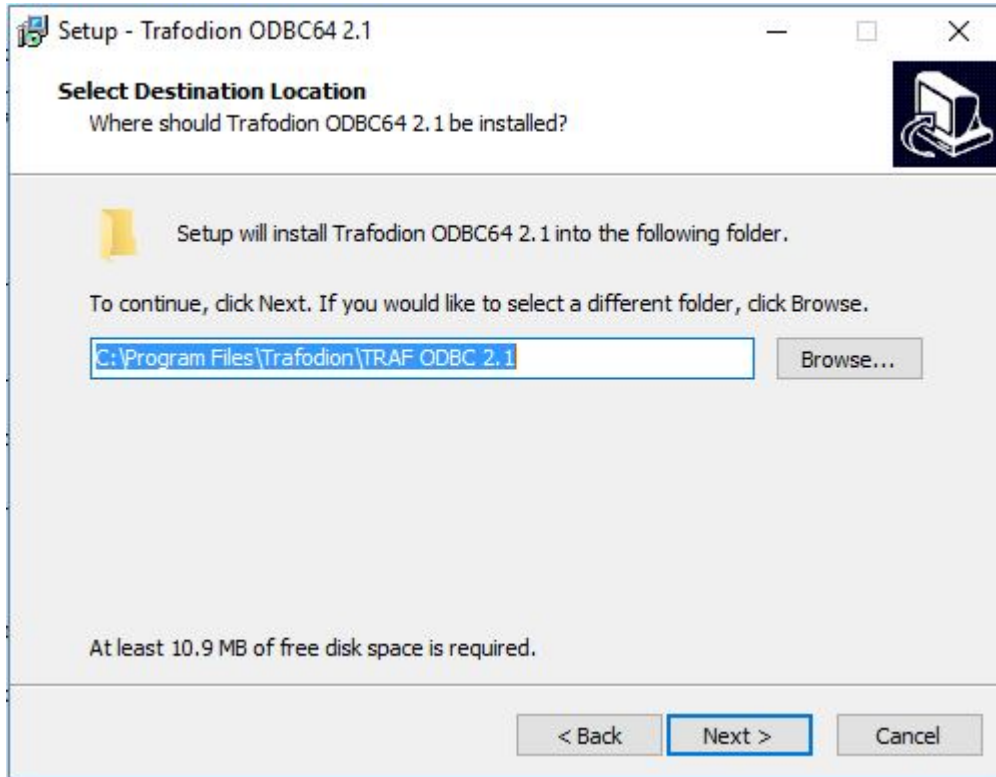 Setup - Trafodion ODBC64 2.1
Select Destination Location
Where should Trafodion ODBC64 2.1 be installed?
Setup will install Trafodion ODBC64 2.1 into the following folder.
To continue, click Next. If you would like to select a different folder, click Browse.
C:\Program Files\Trafodion\TRAF ODBC 2.1
Browse...
At least 10.9 MB of free disk space is required.
< Back
Next >
Cancel